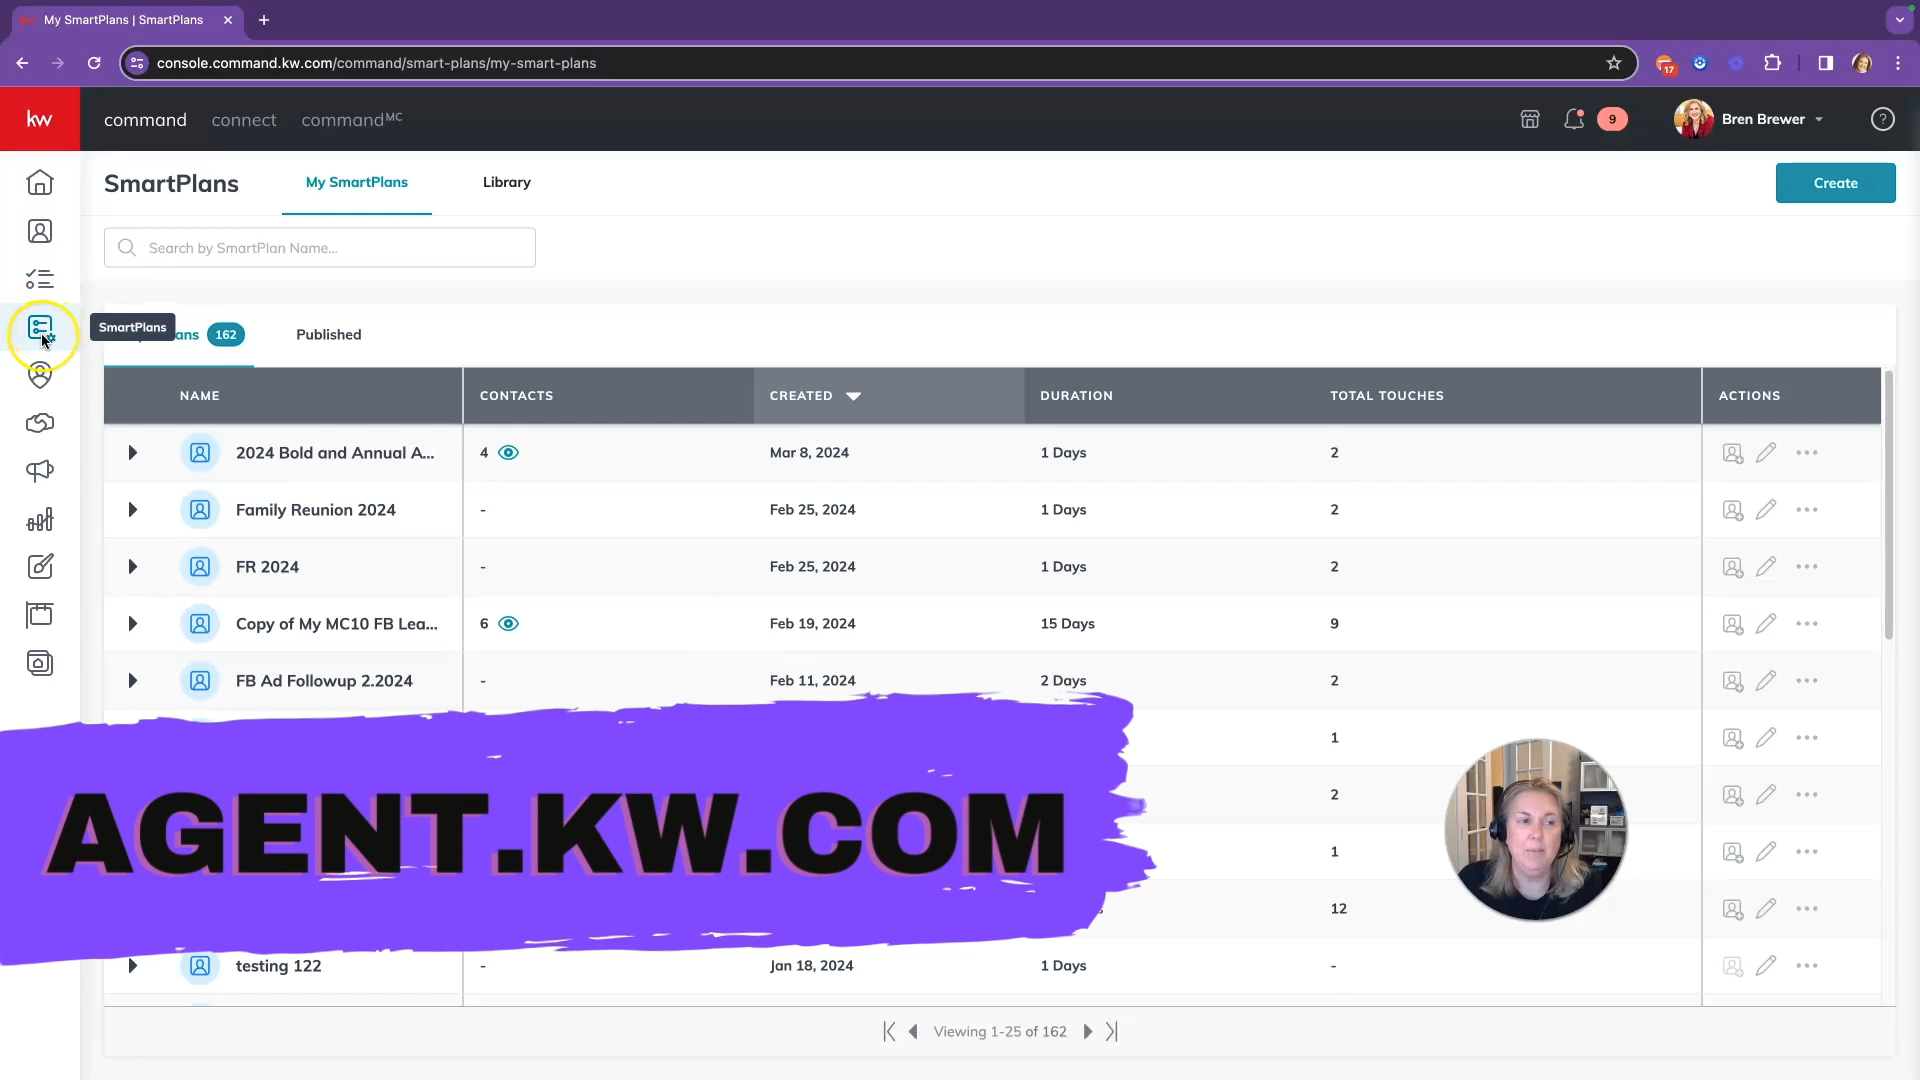 My SmartPlans | SmartPlans
console.command.kw.com/command/smart-plans/my-smart-plans
17
kw
command connect commandMC
9
Bren Brewer
?
SmartPlans
My SmartPlans
Library
Create
Search by SmartPlan Name...
SmartPlans
ans 162
Published
NAME CONTACTS CREATED DURATION TOTAL TOUCHES ACTIONS
2024 Bold and Annual A... 4 Mar 8, 2024 1 Days 2
Family Reunion 2024 - Feb 25, 2024 1 Days 2
FR 2024 - Feb 25, 2024 1 Days 2
Copy of My MC10 FB Lea... 6 Feb 19, 2024 15 Days 9
FB Ad Followup 2.2024 - Feb 11, 2024 2 Days 2
1
2
1
12
AGENT.KW.COM
testing 122 - Jan 18, 2024 1 Days -
Viewing 1-25 of 162